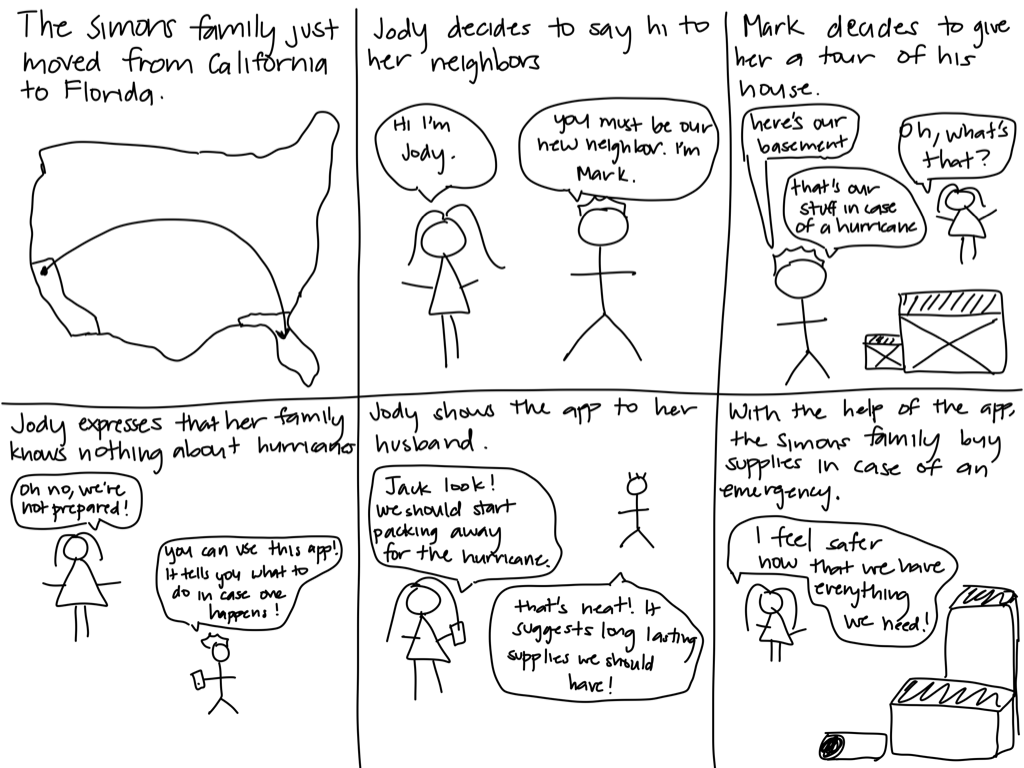 The Simons family just
moved from California
to Florida.
Jody decides to say hi to
her neighbors
Hi I'm
Jody.
you must be our
new neighbor. I'm
Mark.
Mark decides to give
her a tour of his
house.
here's our
basement
Oh, what's
that?
that's our
stuff in case
of a hurricane
Jody expresses that her family
knows nothing about hurricanes
Oh no, we're
not prepared!
you can use this app!
It tells you what to
do in case one
happens!
Jody shows the app to her
husband.
Jack look!
we should start
packing away
for the hurricane.
that's neat! It
suggests long lasting
supplies we should
have!
With the help of the app,
the Simons family buy
supplies in case of an
emergency.
I feel safer
now that we have
everything
we need!